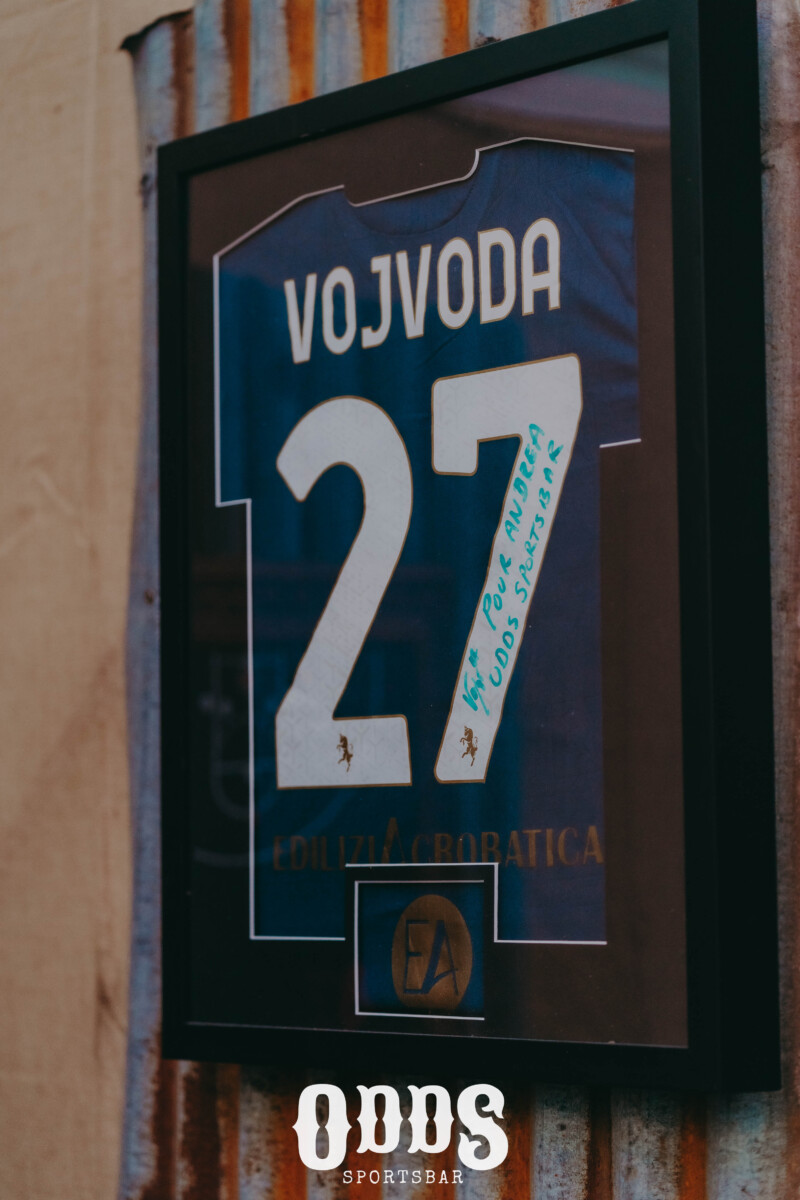 VOJVODA
27
POUR ANDREA
ODDS SPORTSBAR
EDILIZIACROBATICA
EA
ODDS
SPORTSBAR